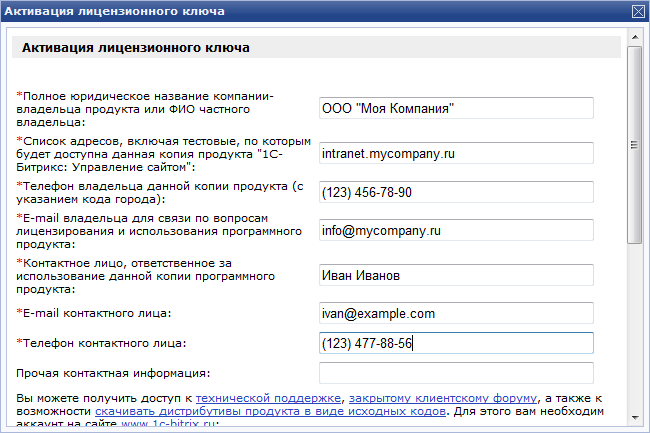 Активация лицензионного ключа
Активация лицензионного ключа
*Полное юридическое название компании-
владельца продукта или ФИО частного
владельца:
ООО "Моя Компания"
*Список адресов, включая тестовые, по которым
будет доступна данная копия продукта "1С-
Битрикс: Управление сайтом":
intranet.mycompany.ru
*Телефон владельца данной копии продукта (с
указанием кода города):
(123) 456-78-90
*E-mail владельца для связи по вопросам
лицензирования и использования программного
продукта:
info@mycompany.ru
*Контактное лицо, ответственное за
использование данной копии программного
продукта:
Иван Иванов
*E-mail контактного лица:
ivan@example.com
*Телефон контактного лица:
(123) 477-88-56
Прочая контактная информация:
Вы можете получить доступ к технической поддержке, закрытому клиентскому форуму, а также к
возможности скачивать дистрибутивы продукта в виде исходных кодов. Для этого вам необходим
аккаунт на сайте www.1c-bitrix.ru: